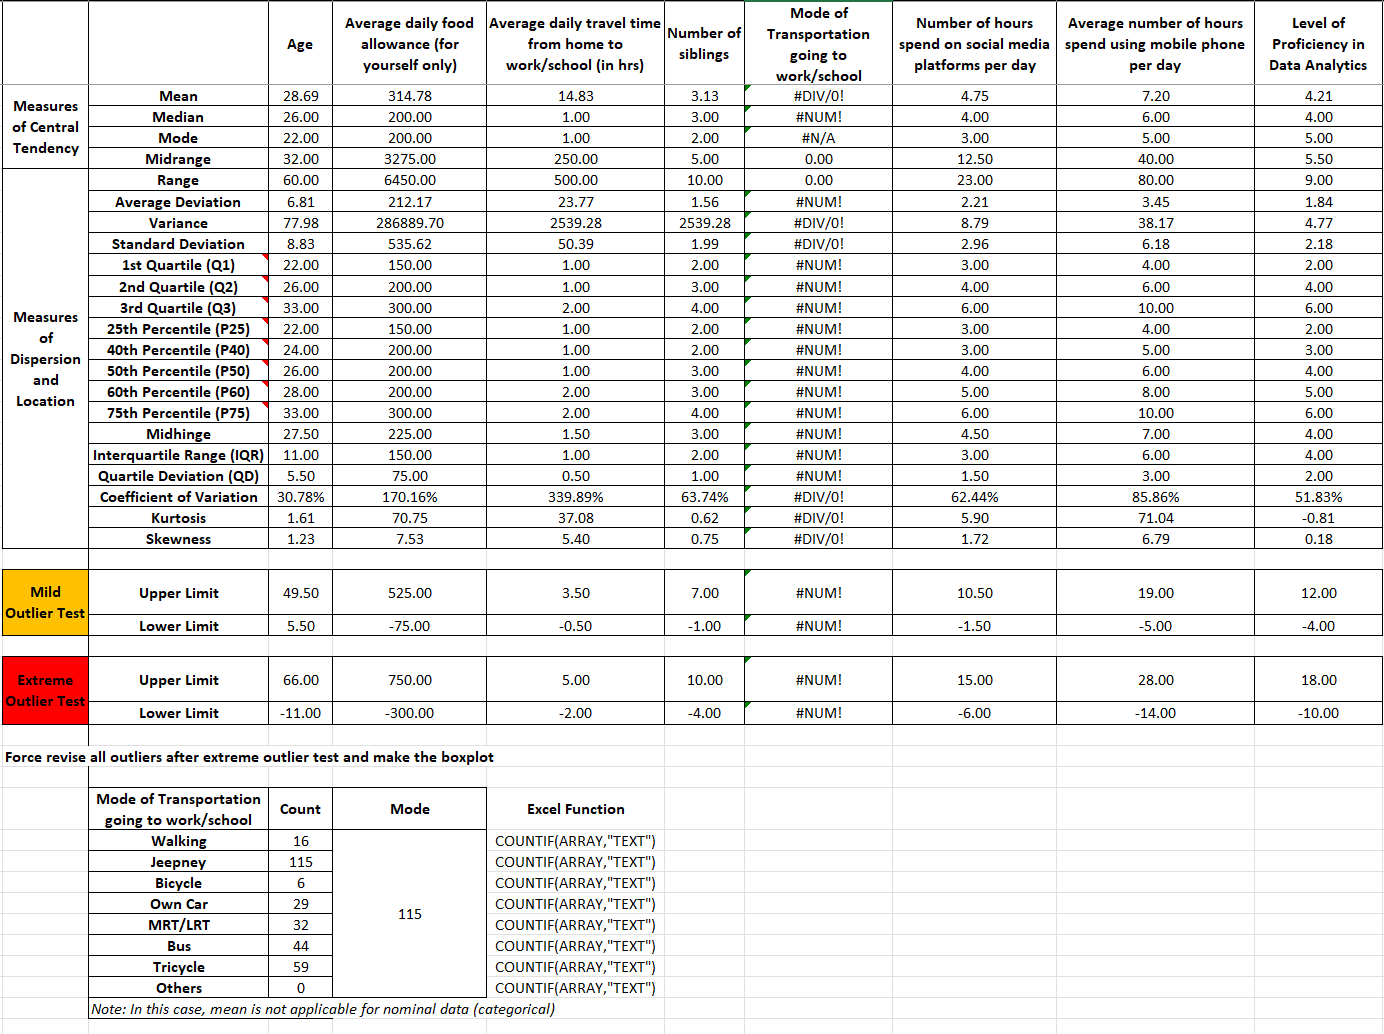 Age	Average daily food allowance (for yourself only)	Average daily travel time from home to work/school (in hrs)	Number of siblings	Mode of Transportation going to work/school	Number of hours spend on social media platforms per day	Average number of hours spend using mobile phone per day	Level of Proficiency in Data Analytics
Measures of Central Tendency
Mean	28.69	314.78	14.83	3.13	#DIV/0!	4.75	7.20	4.21
Median	26.00	200.00	1.00	3.00	#NUM!	4.00	6.00	4.00
Mode	22.00	200.00	1.00	2.00	#N/A	3.00	5.00	5.00
Midrange	32.00	3275.00	250.00	5.00	0.00	12.50	40.00	5.50
Measures of Dispersion and Location
Range	60.00	6450.00	500.00	10.00	0.00	23.00	80.00	9.00
Average Deviation	6.81	212.17	23.77	1.56	#NUM!	2.21	3.45	1.84
Variance	77.98	286889.70	2539.28	2539.28	#DIV/0!	8.79	38.17	4.77
Standard Deviation	8.83	535.62	50.39	1.99	#DIV/0!	2.96	6.18	2.18
1st Quartile (Q1)	22.00	150.00	1.00	2.00	#NUM!	3.00	4.00	2.00
2nd Quartile (Q2)	26.00	200.00	1.00	3.00	#NUM!	4.00	6.00	4.00
3rd Quartile (Q3)	33.00	300.00	2.00	4.00	#NUM!	6.00	10.00	6.00
25th Percentile (P25)	22.00	150.00	1.00	2.00	#NUM!	3.00	4.00	2.00
40th Percentile (P40)	24.00	200.00	1.00	2.00	#NUM!	3.00	5.00	3.00
50th Percentile (P50)	26.00	200.00	1.00	3.00	#NUM!	4.00	6.00	4.00
60th Percentile (P60)	28.00	200.00	2.00	3.00	#NUM!	5.00	8.00	5.00
75th Percentile (P75)	33.00	300.00	2.00	4.00	#NUM!	6.00	10.00	6.00
Midhinge	27.50	225.00	1.50	3.00	#NUM!	4.50	7.00	4.00
Interquartile Range (IQR)	11.00	150.00	1.00	2.00	#NUM!	3.00	6.00	4.00
Quartile Deviation (QD)	5.50	75.00	0.50	1.00	#NUM!	1.50	3.00	2.00
Coefficient of Variation	30.78%	170.16%	339.89%	63.74%	#DIV/0!	62.44%	85.86%	51.83%
Kurtosis	1.61	70.75	37.08	0.62	#DIV/0!	5.90	71.04	-0.81
Skewness	1.23	7.53	5.40	0.75	#DIV/0!	1.72	6.79	0.18
Mild Outlier Test
Upper Limit	49.50	525.00	3.50	7.00	#NUM!	10.50	19.00	12.00
Lower Limit	5.50	-75.00	-0.50	-1.00	#NUM!	-1.50	-5.00	-4.00
Extreme Outlier Test
Upper Limit	66.00	750.00	5.00	10.00	#NUM!	15.00	28.00	18.00
Lower Limit	-11.00	-300.00	-2.00	-4.00	#NUM!	-6.00	-14.00	-10.00
Force revise all outliers after extreme outlier test and make the boxplot
Mode of Transportation going to work/school	Count	Mode	Excel Function
Walking	16	COUNTIF(ARRAY,"TEXT")
Jeepney	115	COUNTIF(ARRAY,"TEXT")
Bicycle	6	COUNTIF(ARRAY,"TEXT")
Own Car	29	COUNTIF(ARRAY,"TEXT")
115
MRT/LRT	32	COUNTIF(ARRAY,"TEXT")
Bus	44	COUNTIF(ARRAY,"TEXT")
Tricycle	59	COUNTIF(ARRAY,"TEXT")
Others	0	COUNTIF(ARRAY,"TEXT")
Note: In this case, mean is not applicable for nominal data (categorical)